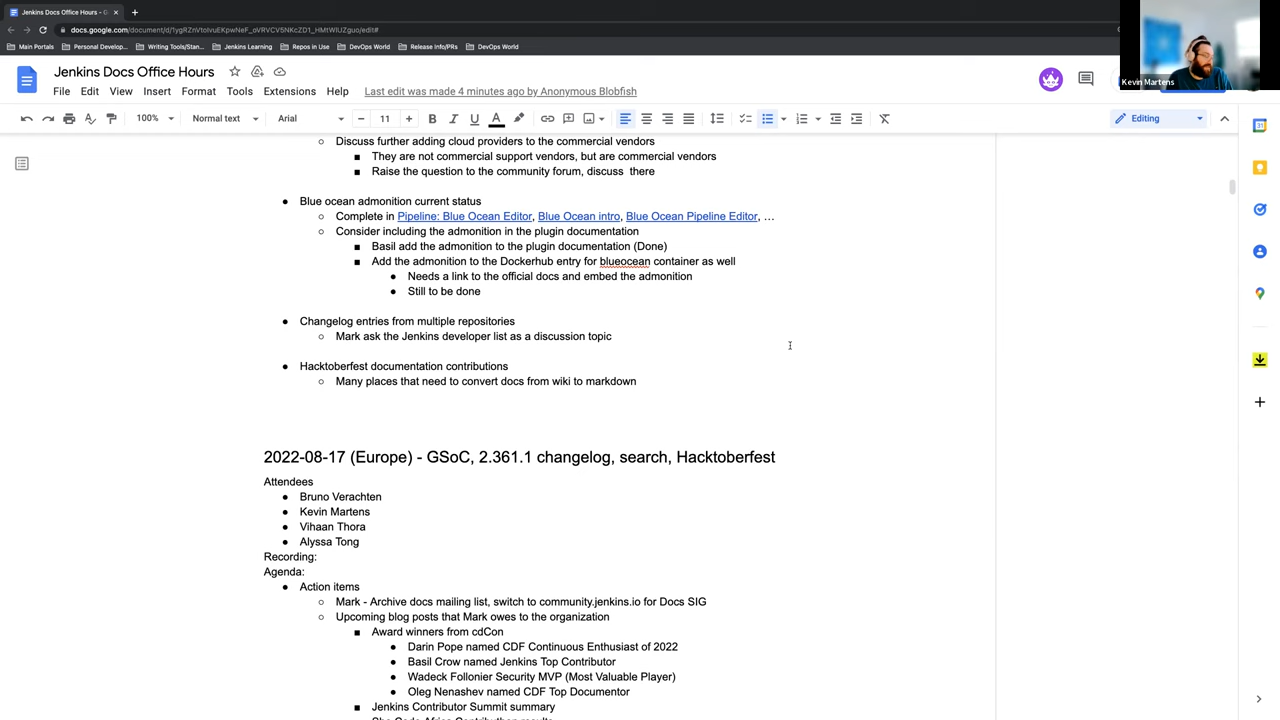 Jenkins Docs Office Hours
docs.google.com/document/d/1ygRZnVtoIvuEKpwNeF_oVRVCV5NKcZD1_HMtWIUZguo/edit#
Main Portals
Personal Develop...
Writing Tools/Stan...
Jenkins Learning
Repos in Use
DevOps World
Release Info/PRs
DevOps World
Kevin Martens
Jenkins Docs Office Hours
File Edit View Insert Format Tools Extensions Help Last edit was made 4 minutes ago by Anonymous Blobfish
100% Normal text Arial 11 Editing
○ Discuss further adding cloud providers to the commercial vendors
■ They are not commercial support vendors, but are commercial vendors
■ Raise the question to the community forum, discuss there
● Blue ocean admonition current status
○ Complete in Pipeline: Blue Ocean Editor, Blue Ocean intro, Blue Ocean Pipeline Editor, …
○ Consider including the admonition in the plugin documentation
■ Basil add the admonition to the plugin documentation (Done)
■ Add the admonition to the Dockerhub entry for blueocean container as well
● Needs a link to the official docs and embed the admonition
● Still to be done
● Changelog entries from multiple repositories
○ Mark ask the Jenkins developer list as a discussion topic
● Hacktoberfest documentation contributions
○ Many places that need to convert docs from wiki to markdown
2022-08-17 (Europe) - GSoC, 2.361.1 changelog, search, Hacktoberfest
Attendees
● Bruno Verachten
● Kevin Martens
● Vihaan Thora
● Alyssa Tong
Recording:
Agenda:
● Action items
○ Mark - Archive docs mailing list, switch to community.jenkins.io for Docs SIG
○ Upcoming blog posts that Mark owes to the organization
■ Award winners from cdCon
● Darin Pope named CDF Continuous Enthusiast of 2022
● Basil Crow named Jenkins Top Contributor
● Wadeck Follonier Security MVP (Most Valuable Player)
● Oleg Nenashev named CDF Top Documentor
■ Jenkins Contributor Summit summary
■ She Code Africa Contributhon results